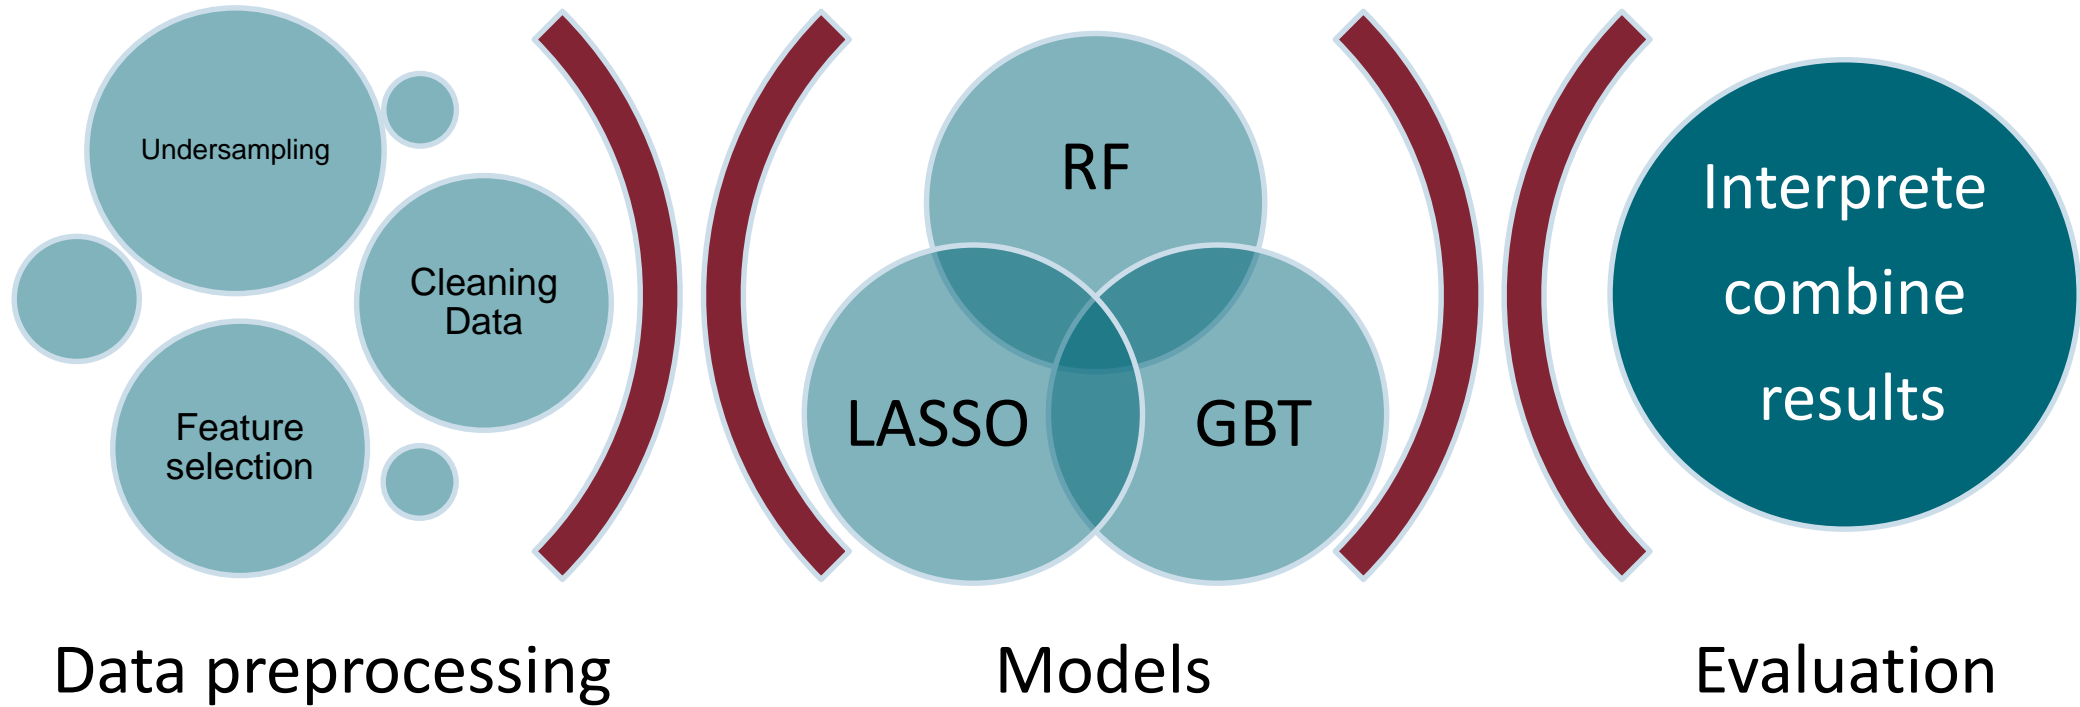 Undersampling
Cleaning
Data
Feature
selection
Data preprocessing
RF
LASSO
GBT
Models
Interprete
combine
results
Evaluation